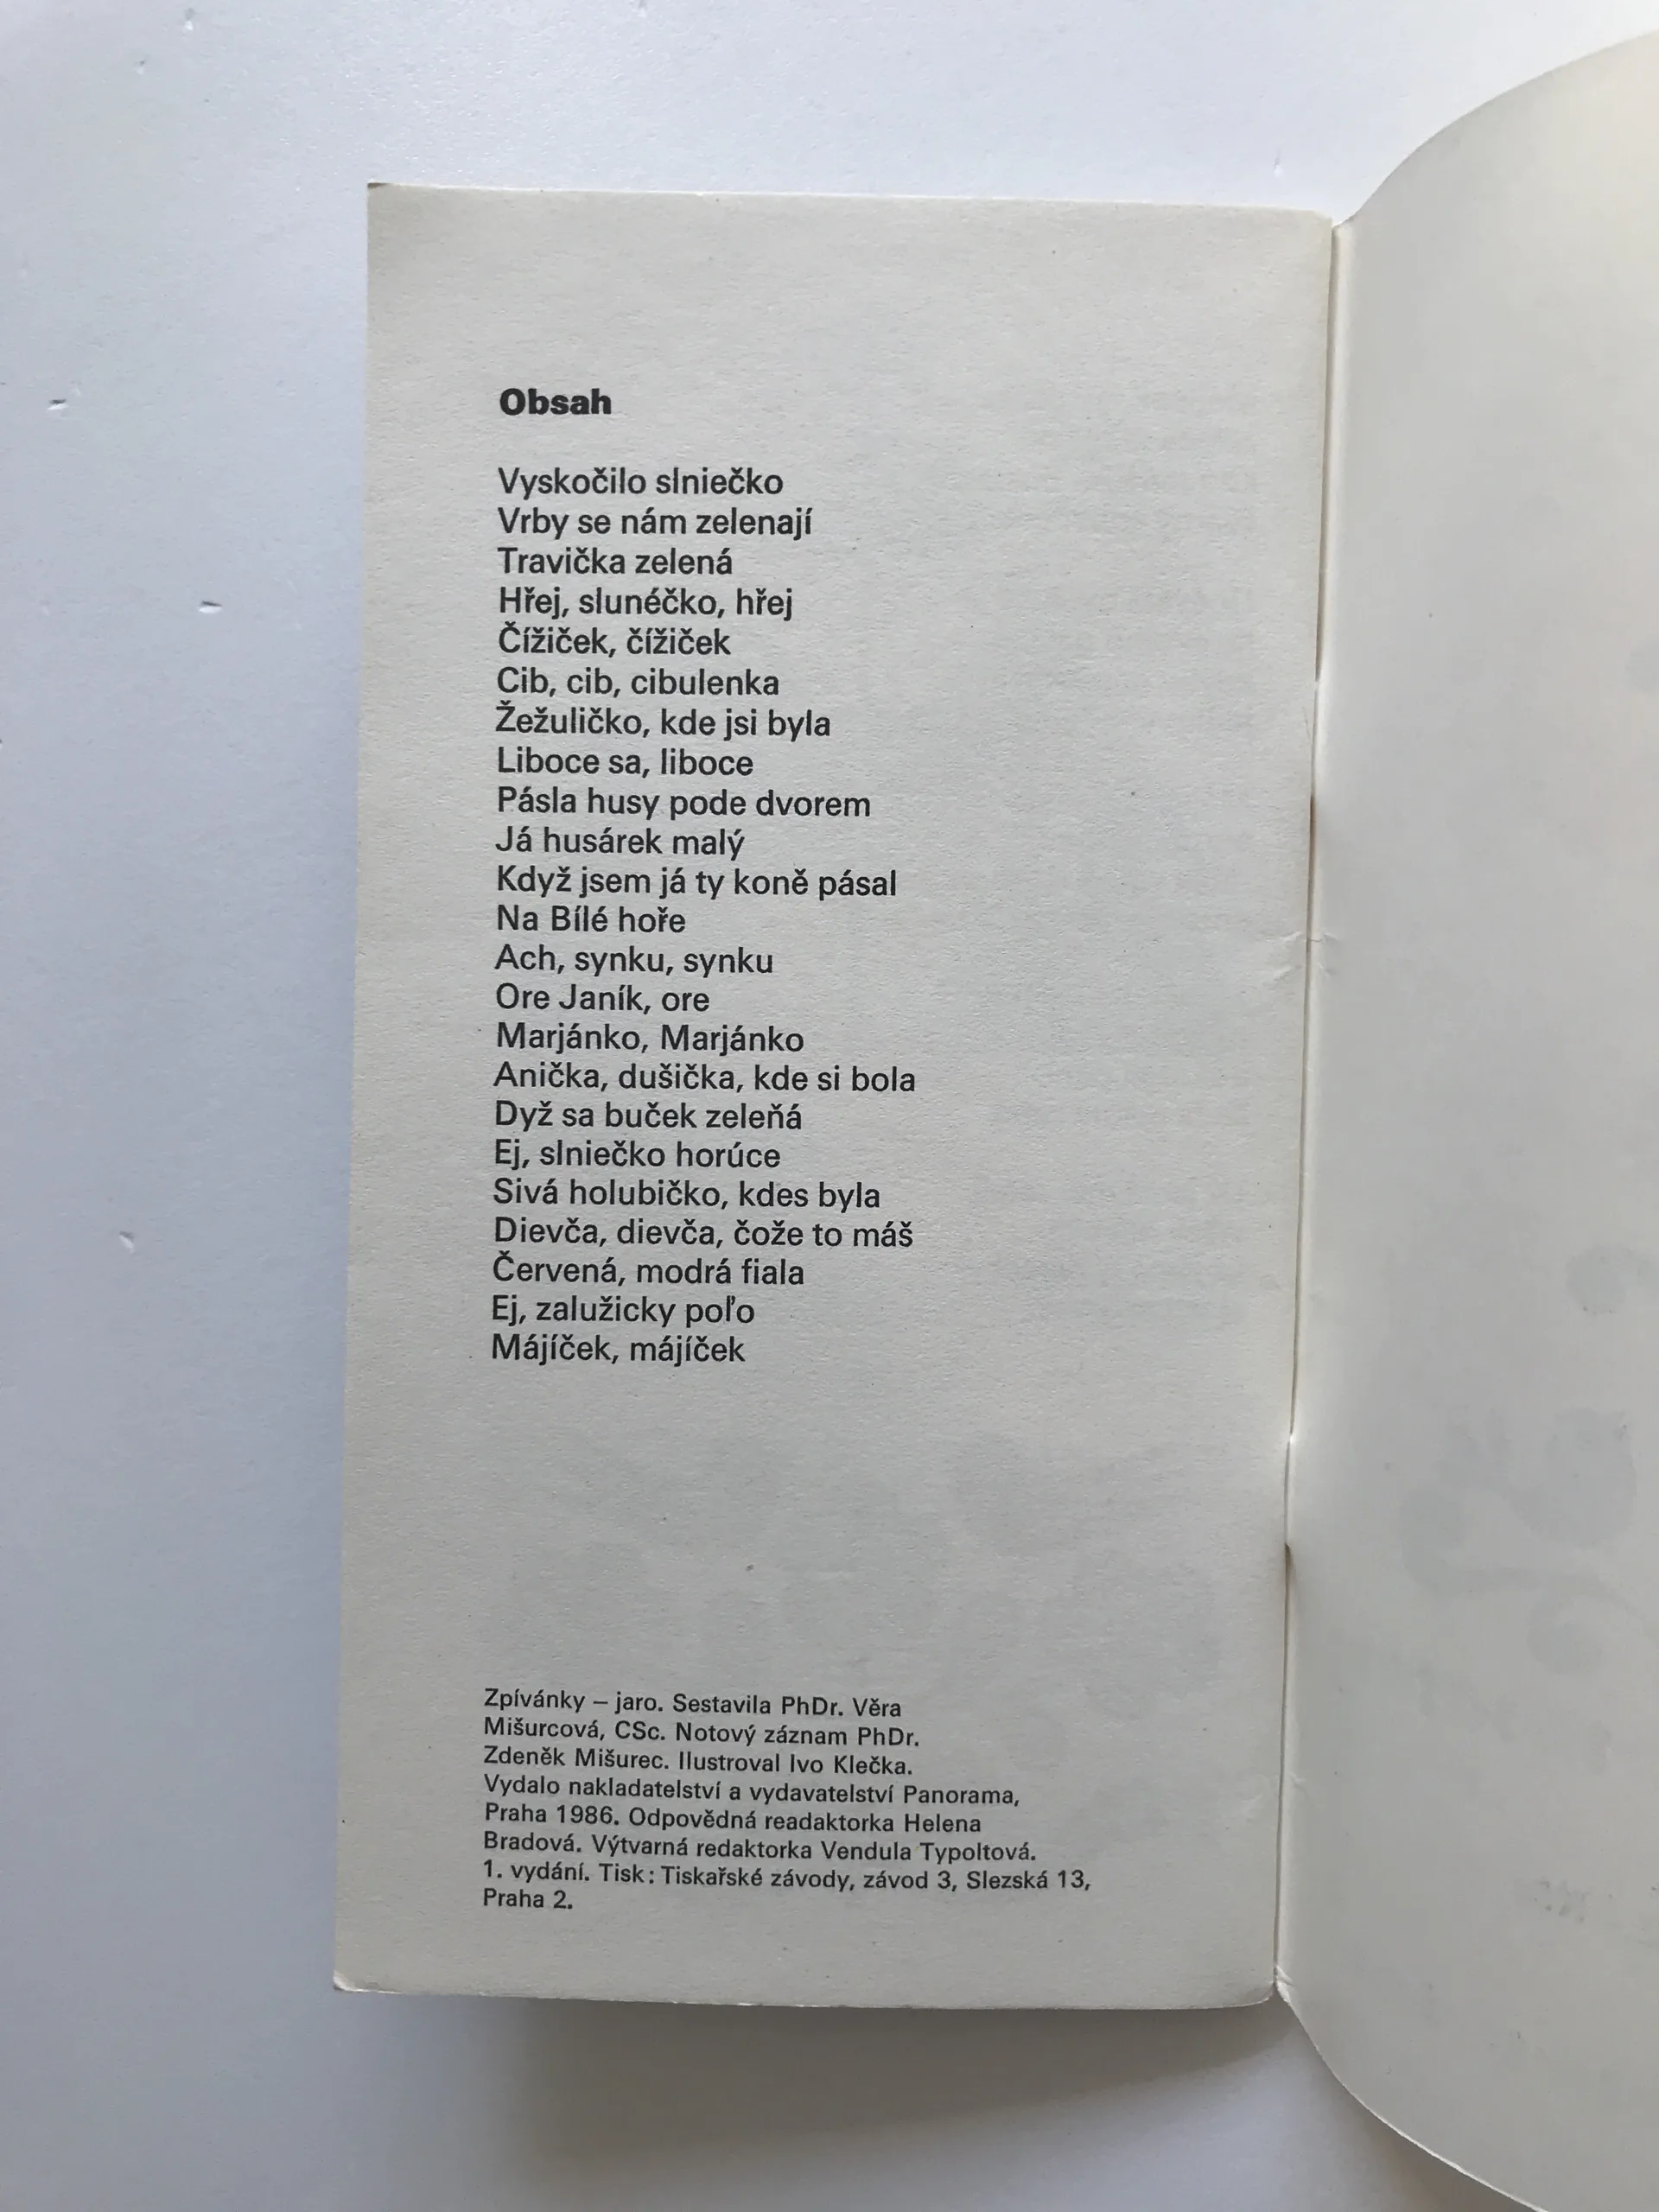 Obsah
Vyskočilo slniečko
Vrby se nám zelenají
Travička zelená
Hřej, slunéčko, hřej
Čížiček, čížiček
Cib, cib, cibulenka
Žežuličko, kde jsi byla
Liboce sa, liboce
Pásla husy pode dvorem
Já husárek malý
Když jsem já ty koně pásal
Na Bílé hoře
Ach, synku, synku
Ore Janík, ore
Marjánko, Marjánko
Anička, dušička, kde si bola
Dyž sa buček zeleňá
Ej, slniečko horúce
Sivá holubičko, kdes byla
Dievča, dievča, čože to máš
Červená, modrá fiala
Ej, zalužicky poľo
Májíček, májíček
Zpívánky – jaro. Sestavila PhDr. Věra
Mišurcová, CSc. Notový záznam PhDr.
Zdeněk Mišurec. Ilustroval Ivo Klečka.
Vydalo nakladatelství a vydavatelství Panorama,
Praha 1986. Odpovědná readaktorka Helena
Bradová. Výtvarná redaktorka Vendula Typoltová.
1. vydání. Tisk: Tiskařské závody, závod 3, Slezská 13,
Praha 2.